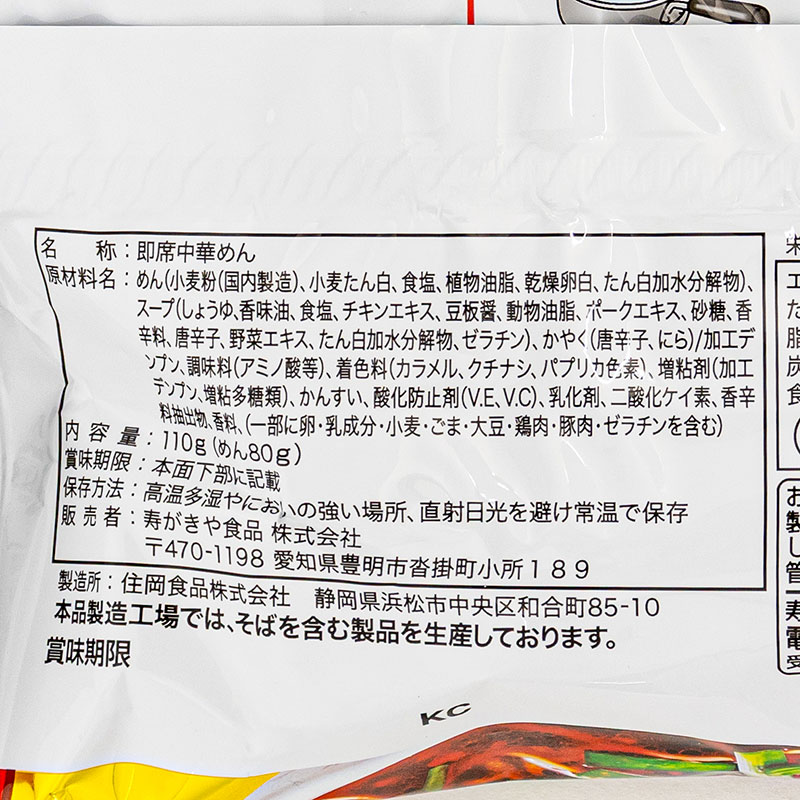 名称：即席中華めん
原材料名：めん(小麦粉(国内製造)、小麦たん白、食塩、植物油脂、乾燥卵白、たん白加水分解物)、
スープ(しょうゆ、香味油、食塩、チキンエキス、豆板醤、動物油脂、ポークエキス、砂糖、香
辛料、唐辛子、野菜エキス、たん白加水分解物、ゼラチン)、かやく(唐辛子、にら)/加工デ
ンプン、調味料(アミノ酸等)、着色料(カラメル、クチナシ、パプリカ色素)、増粘剤(加工
デンプン、増粘多糖類)、かんすい、酸化防止剤(V.E、V.C)、乳化剤、二酸化ケイ素、香辛
料抽出物、香料、(一部に卵・乳成分・小麦・ごま・大豆・鶏肉・豚肉・ゼラチンを含む)
内容量：110g(めん80g)
賞味期限：本面下部に記載
保存方法：高温多湿やにおいの強い場所、直射日光を避け常温で保存
販売者：寿がきや食品 株式会社
〒470-1198 愛知県豊明市沓掛町小所189
製造所：住岡食品株式会社 静岡県浜松市中央区和合町85-10
本品製造工場では、そばを含む製品を生産しております。
賞味期限
KC